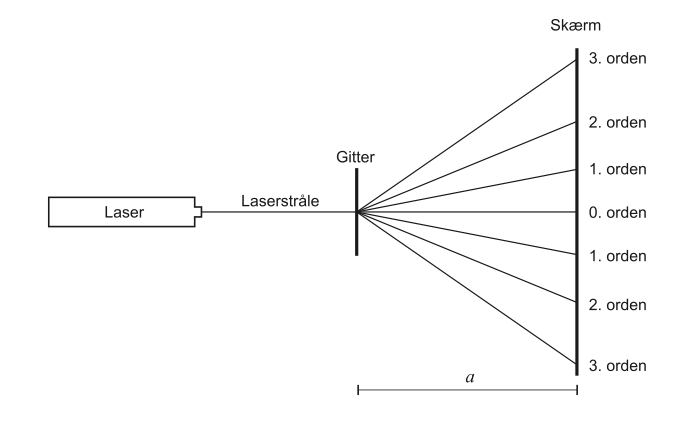 Skærm
3. orden
2. orden
Gitter
1. orden
Laserstråle
Laser
0. orden
1. orden
2. orden
3. orden
a